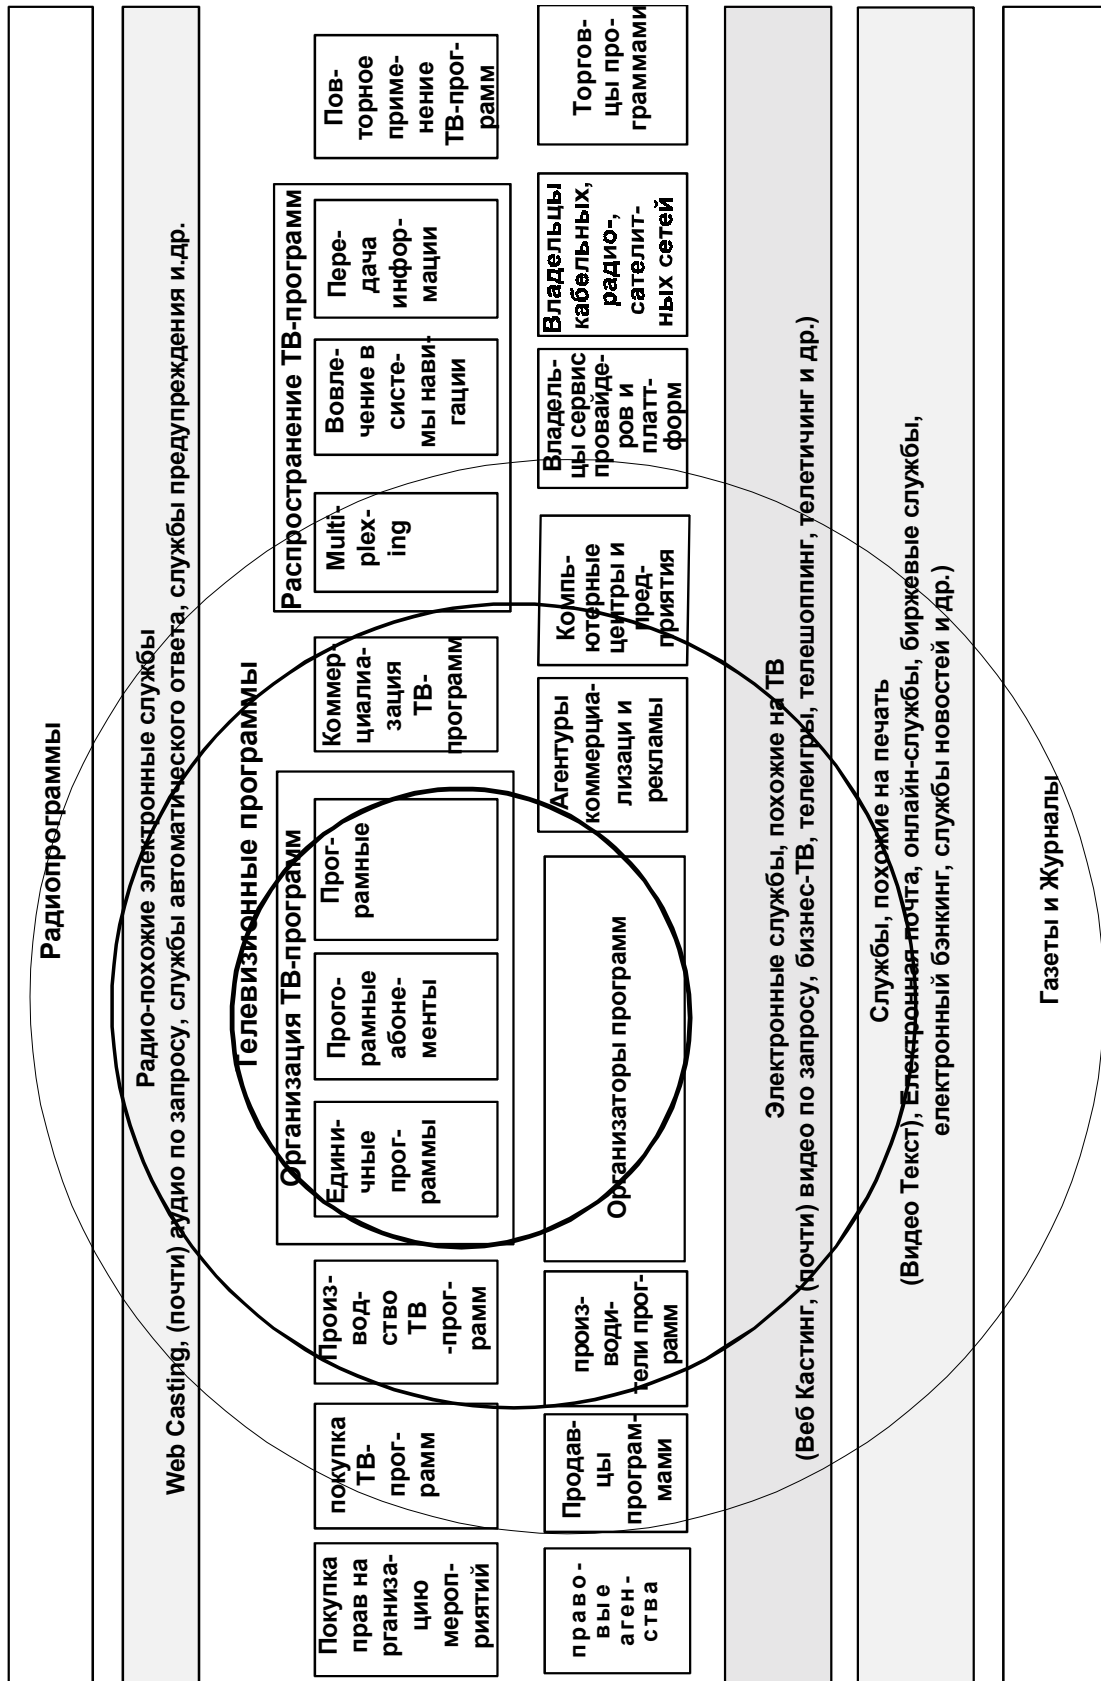 Радиопрограммы
Радио-похожие электронные службы
Web Casting, (почти) аудио по запросу, службы автоматического ответа, службы предупреждения и.др.
Телевизионные программы
Организация ТВ-программ
Распространение ТВ-программ
Покупка
прав на
рганиза-
цию
мероп-
риятий
покупка
ТВ-
прог-
рамм
Произ-
вод-
ство
ТВ
-прог-
рамм
Едини-
чные
прог-
раммы
Прого-
рамные
абоне-
менты
Прог-
рамные
Коммер-
циалиа-
зация
ТВ-
программ
Multi-
plex-
ing
Вовле-
чение в
систе-
мы нави-
гации
Пере-
дача
инфор-
мации
Пов-
торное
приме-
нение
ТВ-прог-
рамм
право-
вые
аген-
ства
Продав-
цы
програм-
мами
произ-
води-
тели прог-
рамм
Организаторы программ
Агентуры
коммерциа-
лизаци и
рекламы
Компь-
ютерные
центры и
пред-
приятия
Владель-
цы сервис
провайде-
ров и
платт-
форм
Владельцы
кабельных,
радио-,
сателит-
ных сетей
Торгов-
цы про-
граммами
Электронные службы, похожие на ТВ
(Веб Кастинг, (почти) видео по запросу, бизнес-ТВ, телеигры, телешоппинг, телетичинг и др.)
Службы, похожие на печать
(Видео Текст), Електронная почта, онлайн-службы, биржевые службы,
електронный бэнкинг, службы новостей и др.)
Газеты и Журналы